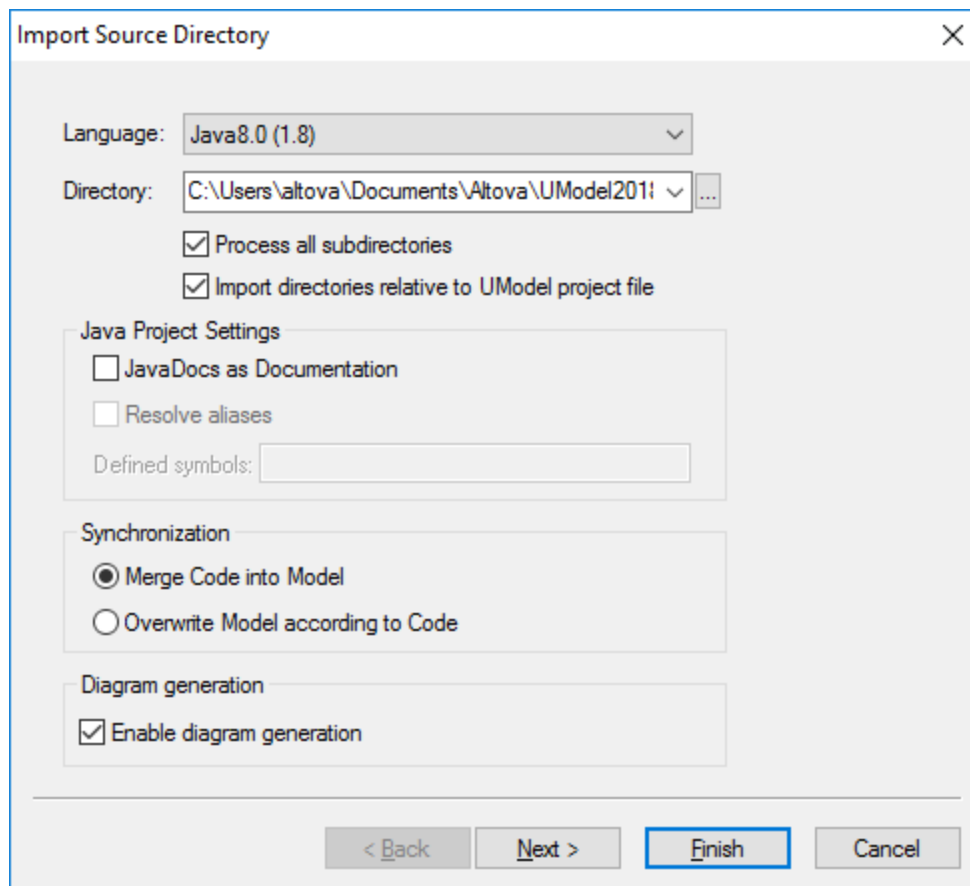 Import Source Directory
Language: Java8.0 (1.8)
Directory: C:\Users\altova\Documents\Altova\UModel2018 ...
Process all subdirectories
Import directories relative to UModel project file
Java Project Settings
JavaDocs as Documentation
Resolve aliases
Defined symbols:
Synchronization
Merge Code into Model
Overwrite Model according to Code
Diagram generation
Enable diagram generation
< Back Next > Finish Cancel